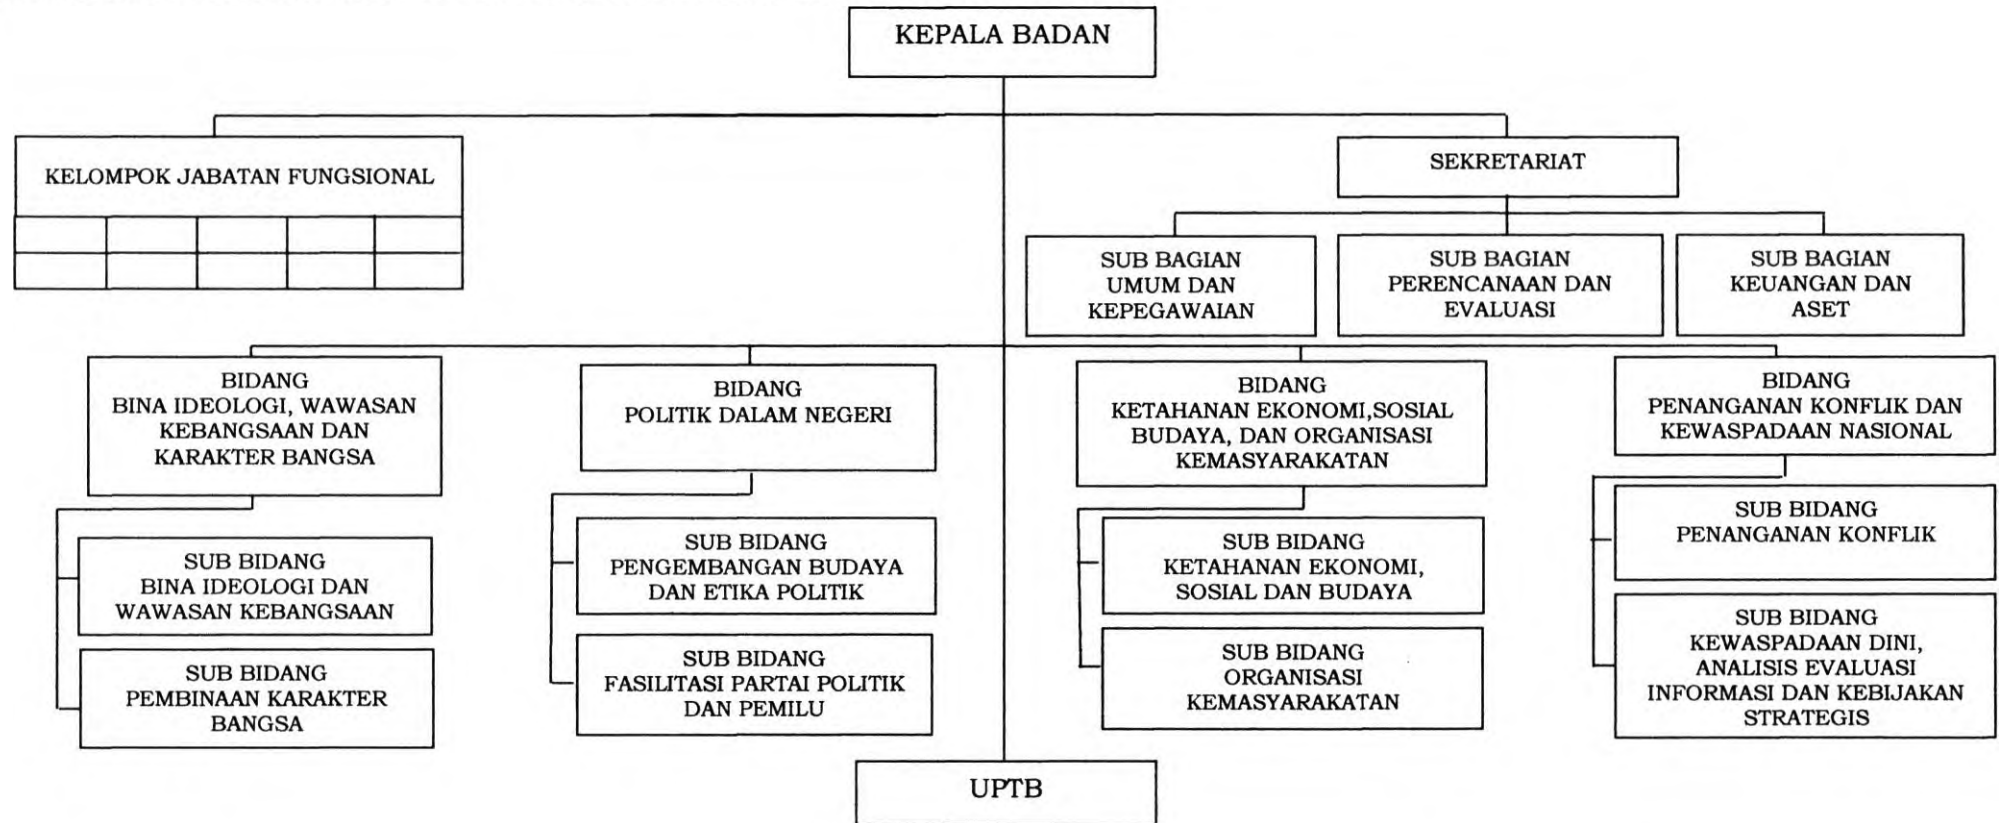 KEPALA BADAN
KELOMPOK JABATAN FUNGSIONAL
SEKRETARIAT
SUB BAGIAN
UMUM DAN
KEPEGAWAIAN
SUB BAGIAN
PERENCANAAN DAN
EVALUASI
SUB BAGIAN
KEUANGAN DAN
ASET
BIDANG
BINA IDEOLOGI, WAWASAN
KEBANGSAAN DAN
KARAKTER BANGSA
BIDANG
POLITIK DALAM NEGERI
BIDANG
KETAHANAN EKONOMI,SOSIAL
BUDAYA, DAN ORGANISASI
KEMASYARAKATAN
BIDANG
PENANGANAN KONFLIK DAN
KEWASPADAAN NASIONAL
SUB BIDANG
BINA IDEOLOGI DAN
WAWASAN KEBANGSAAN
SUB BIDANG
PEMBINAAN KARAKTER
BANGSA
SUB BIDANG
PENGEMBANGAN BUDAYA
DAN ETIKA POLITIK
SUB BIDANG
FASILITASI PARTAI POLITIK
DAN PEMILU
SUB BIDANG
KETAHANAN EKONOMI,
SOSIAL DAN BUDAYA
SUB BIDANG
ORGANISASI
KEMASYARAKATAN
SUB BIDANG
PENANGANAN KONFLIK
SUB BIDANG
KEWASPADAAN DINI,
ANALISIS EVALUASI
INFORMASI DAN KEBIJAKAN
STRATEGIS
UPTB